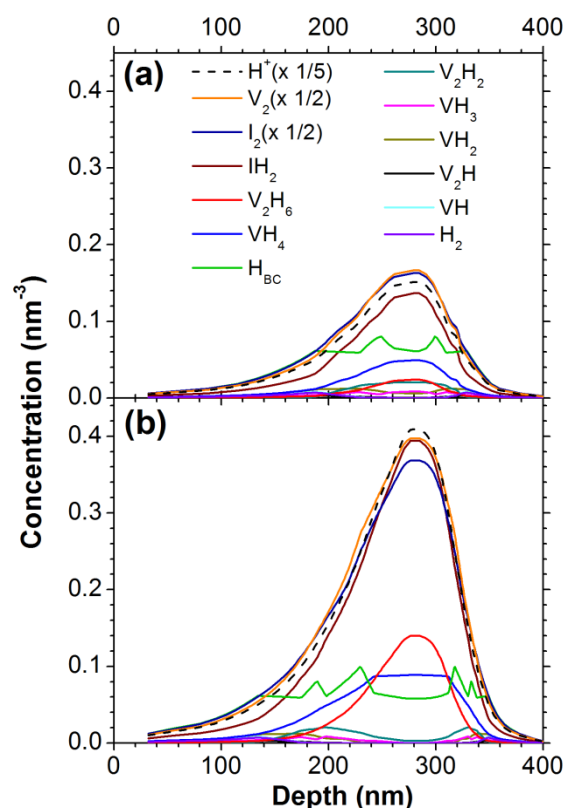 0 100 200 300 400
(a)
H⁺(x 1/5)
V₂(x 1/2)
I₂(x 1/2)
IH₂
V₂H₆
VH₄
H_BC
V₂H₂
VH₃
VH₂
V₂H
VH
H₂
0.4
0.3
0.2
0.1
0.0
(b)
0.4
0.3
0.2
0.1
0.0
0 100 200 300 400
Concentration (nm⁻³)
Depth (nm)